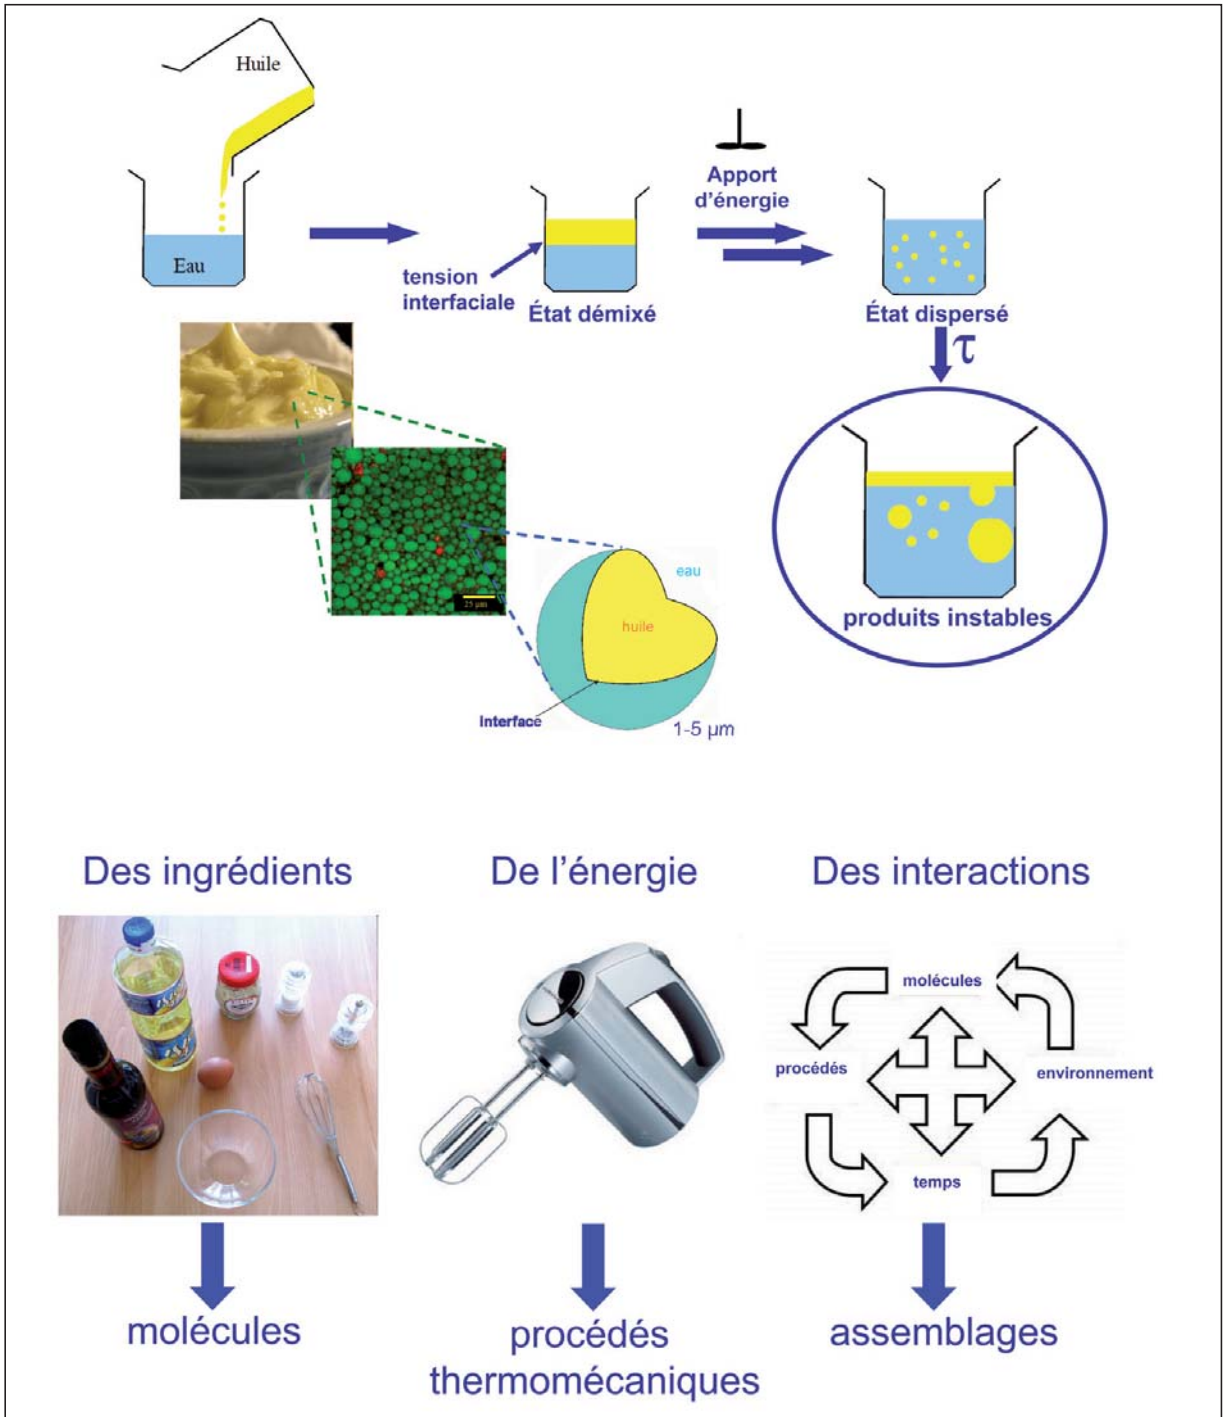 Huile
Eau
tension
interfaciale
État démixé
Apport
d'énergie
État dispersé
τ
produits instables
25 µm
eau
huile
Interface
1-5 µm
Des ingrédients
De l'énergie
Des interactions
molécules
procédés
environnement
temps
molécules
procédés
thermomécaniques
assemblages